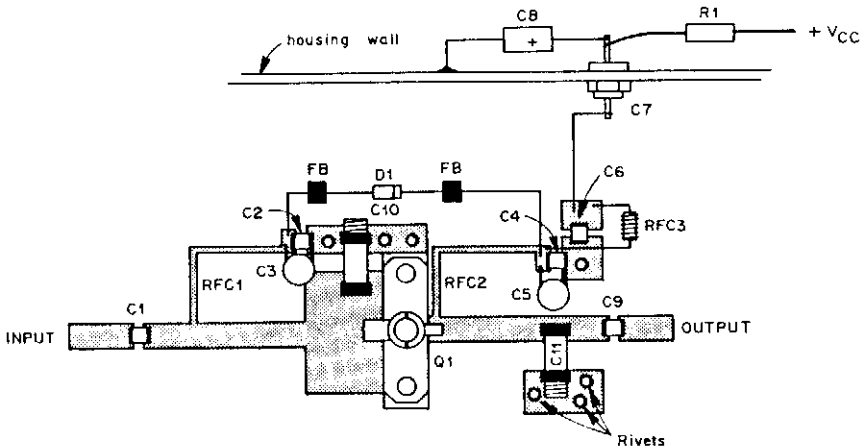 C8
R1
+ VCC
housing wall
+
C7
FB
D1
FB
C10
C2
C4
C6
RFC3
C3
RFC1
RFC2
C5
C1
C9
INPUT
OUTPUT
C11
Q1
Rivets